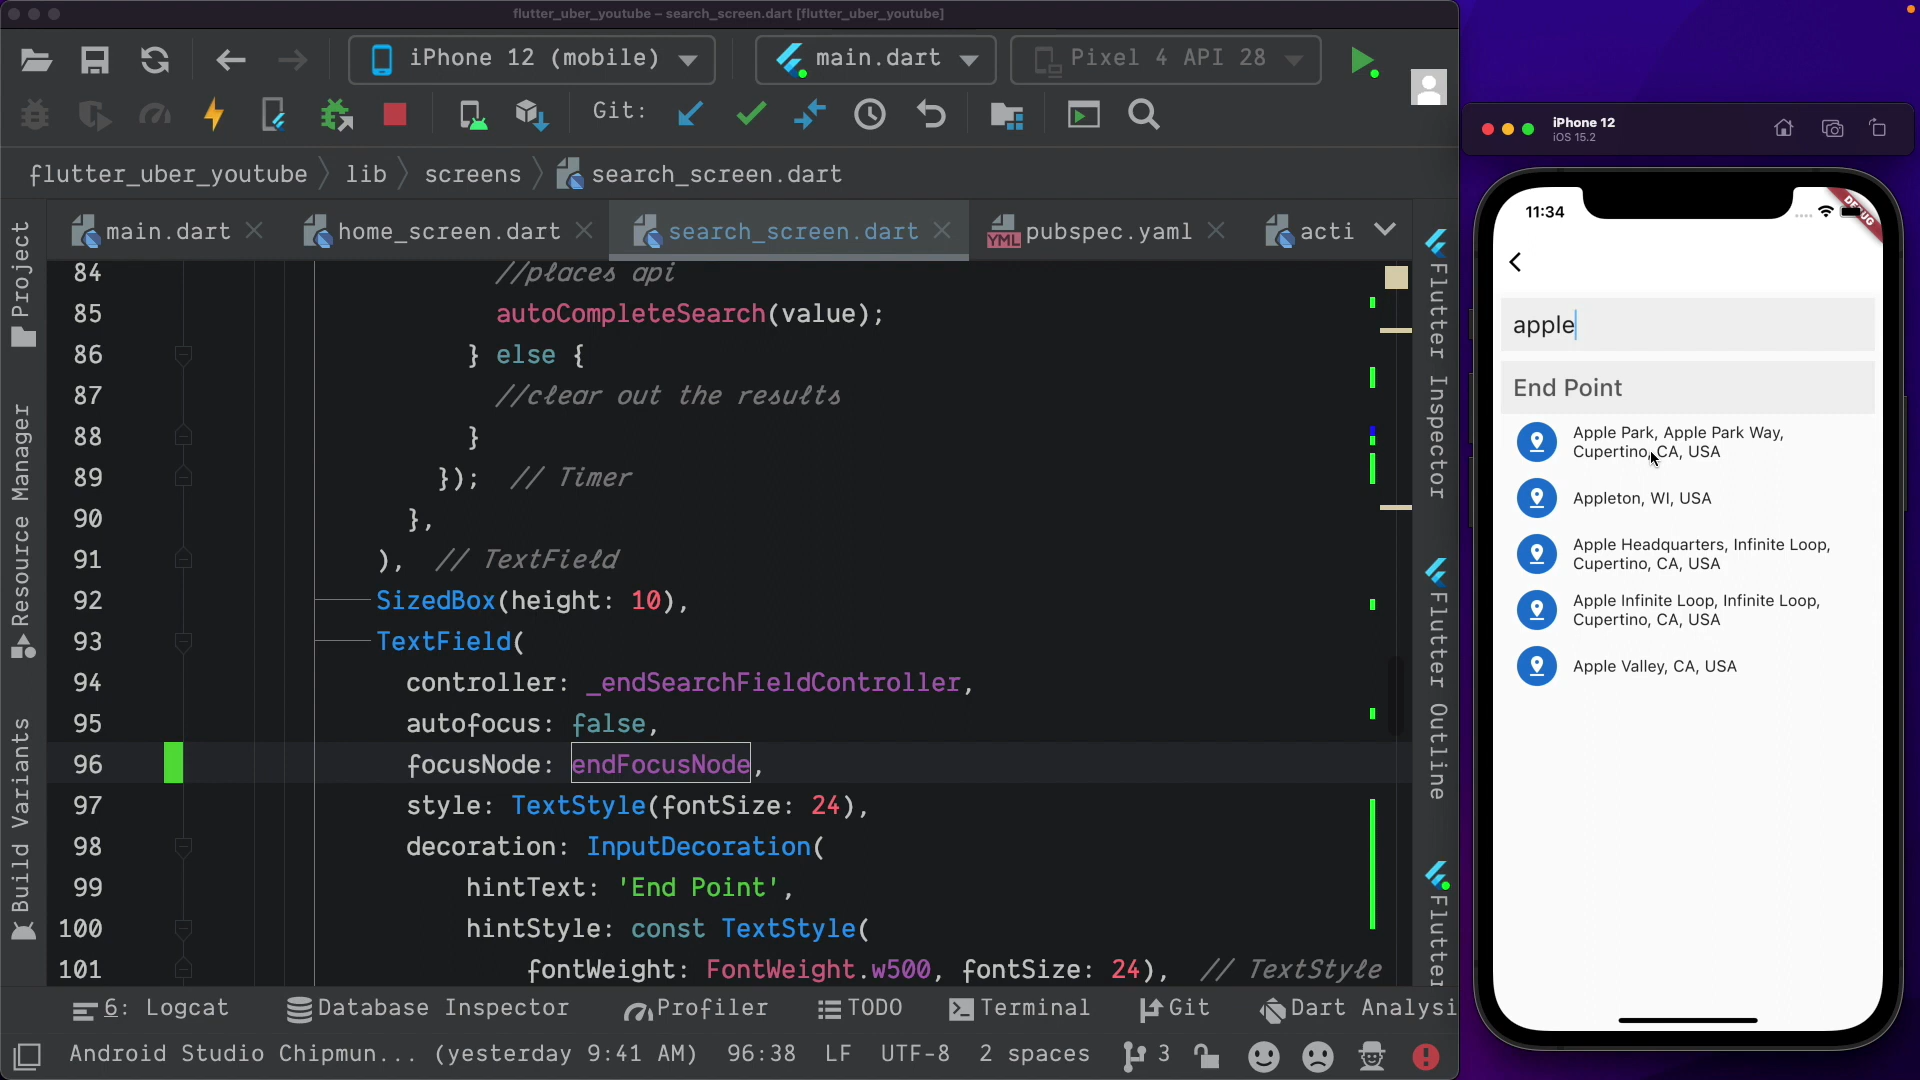 flutter_uber_youtube – search_screen.dart [flutter_uber_youtube]
iPhone 12 (mobile)
main.dart
Pixel 4 API 28
Git:
flutter_uber_youtube
lib
screens
search_screen.dart
main.dart
home_screen.dart
search_screen.dart
YML
pubspec.yaml
acti
Project
Resource Manager
Build Variants
84 //places api
85 autoCompleteSearch(value);
86 } else {
87 //clear out the results
88 }
89 }); // Timer
90 },
91 ), // TextField
92 SizedBox(height: 10),
93 TextField(
94 controller: _endSearchFieldController,
95 autofocus: false,
96 focusNode: endFocusNode,
97 style: TextStyle(fontSize: 24),
98 decoration: InputDecoration(
99 hintText: 'End Point',
100 hintStyle: const TextStyle(
101 fontWeight: FontWeight.w500, fontSize: 24), // TextStyle
Flutter Inspector
Flutter Outline
Flutter
6: Logcat
Database Inspector
Profiler
TODO
Terminal
Git
Dart Analysi
Android Studio Chipmun... (yesterday 9:41 AM)
96:38
LF
UTF-8
2 spaces
3
iPhone 12
iOS 15.2
11:34
DEBUG
apple
End Point
Apple Park, Apple Park Way,
Cupertino, CA, USA
Appleton, WI, USA
Apple Headquarters, Infinite Loop,
Cupertino, CA, USA
Apple Infinite Loop, Infinite Loop,
Cupertino, CA, USA
Apple Valley, CA, USA